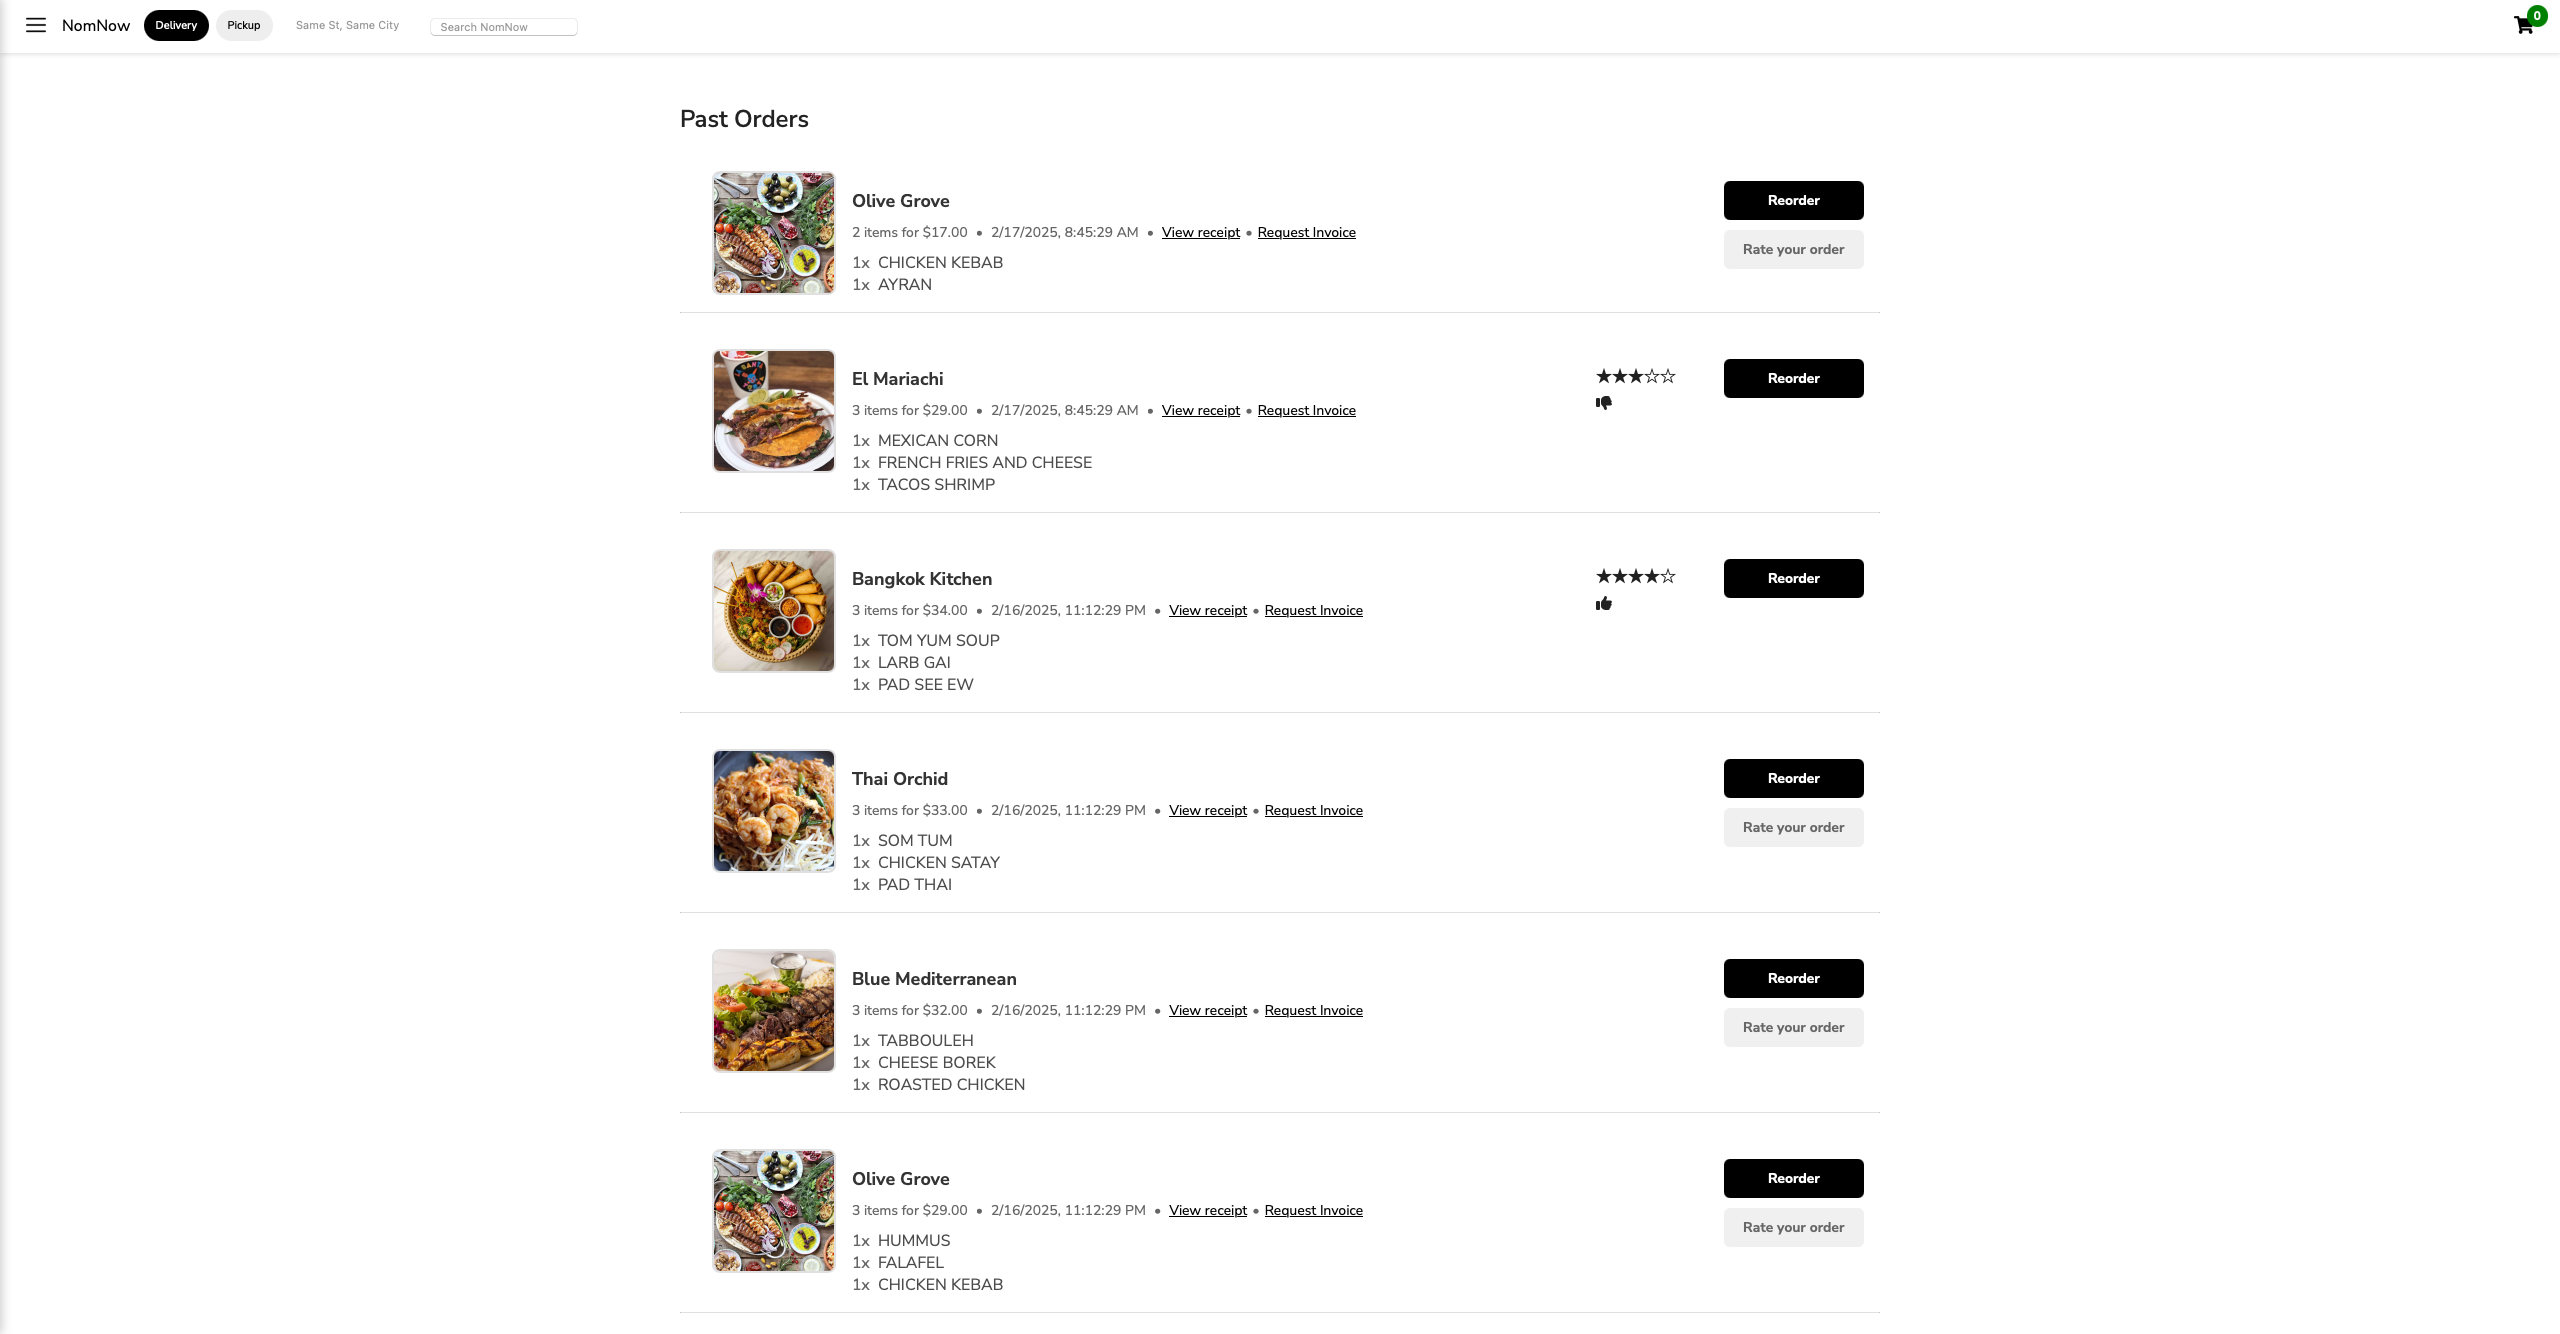 NomNow Delivery Pickup Same St, Same City Search NomNow 0
Past Orders
Olive Grove
2 items for $17.00 • 2/17/2025, 8:45:29 AM • View receipt • Request Invoice
1x CHICKEN KEBAB
1x AYRAN
Reorder
Rate your order
El Mariachi
3 items for $29.00 • 2/17/2025, 8:45:29 AM • View receipt • Request Invoice
1x MEXICAN CORN
1x FRENCH FRIES AND CHEESE
1x TACOS SHRIMP
Reorder
Bangkok Kitchen
3 items for $34.00 • 2/16/2025, 11:12:29 PM • View receipt • Request Invoice
1x TOM YUM SOUP
1x LARB GAI
1x PAD SEE EW
Reorder
Thai Orchid
3 items for $33.00 • 2/16/2025, 11:12:29 PM • View receipt • Request Invoice
1x SOM TUM
1x CHICKEN SATAY
1x PAD THAI
Reorder
Rate your order
Blue Mediterranean
3 items for $32.00 • 2/16/2025, 11:12:29 PM • View receipt • Request Invoice
1x TABBOULEH
1x CHEESE BOREK
1x ROASTED CHICKEN
Reorder
Rate your order
Olive Grove
3 items for $29.00 • 2/16/2025, 11:12:29 PM • View receipt • Request Invoice
1x HUMMUS
1x FALAFEL
1x CHICKEN KEBAB
Reorder
Rate your order